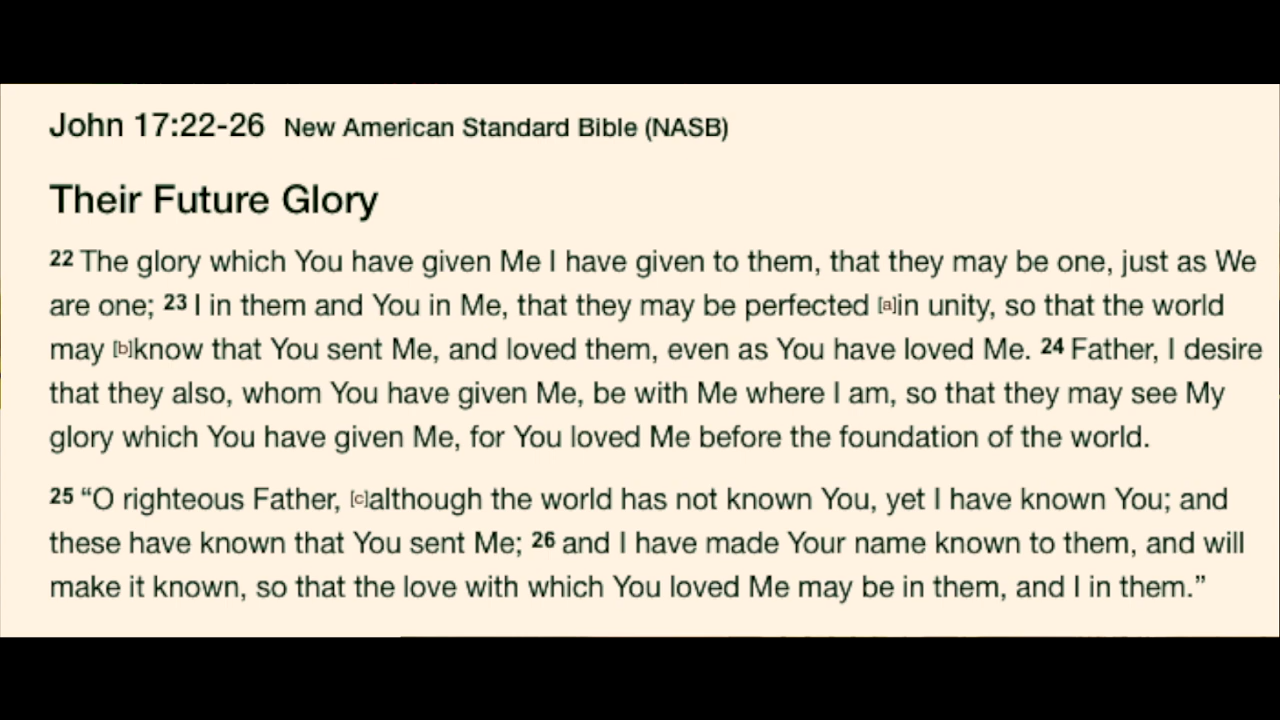 John 17:22-26 New American Standard Bible (NASB)
Their Future Glory
22 The glory which You have given Me I have given to them, that they may be one, just as We
are one; 23 I in them and You in Me, that they may be perfected [a]in unity, so that the world
may [b]know that You sent Me, and loved them, even as You have loved Me. 24 Father, I desire
that they also, whom You have given Me, be with Me where I am, so that they may see My
glory which You have given Me, for You loved Me before the foundation of the world.
25 “O righteous Father, [c]although the world has not known You, yet I have known You; and
these have known that You sent Me; 26 and I have made Your name known to them, and will
make it known, so that the love with which You loved Me may be in them, and I in them.”